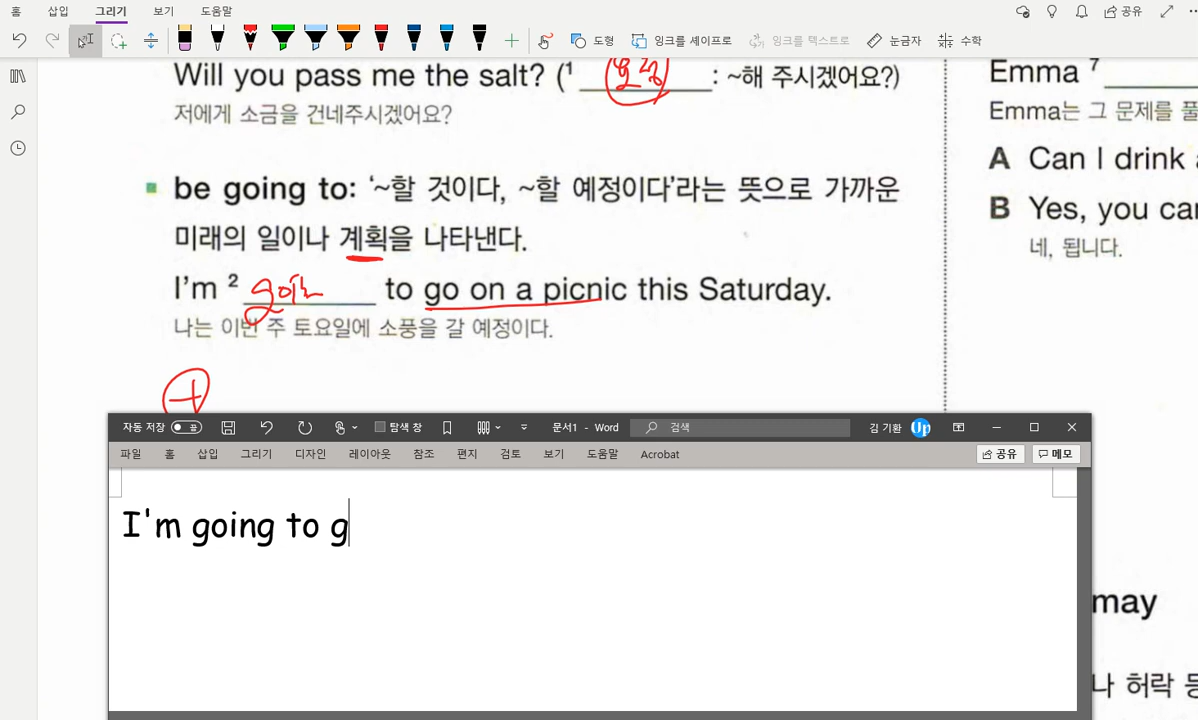 홈 삽입 그리기 보기 도움말
공유
도형 잉크를 셰이프로 잉크를 텍스트로 눈금자 수학
Will you pass me the salt? (¹ 요청 : ~해 주시겠어요?)
저에게 소금을 건네주시겠어요?
be going to: '~할 것이다, ~할 예정이다'라는 뜻으로 가까운
미래의 일이나 계획을 나타낸다.
I'm ² going to go on a picnic this Saturday.
나는 이번 주 토요일에 소풍을 갈 예정이다.
+
Emma ⁷
Emma는 그 문제를 풀
A Can I drink
B Yes, you can
네, 됩니다.
may
나 허락 등
자동 저장 끔 탐색 창 문서1 - Word 검색 김 기환 Up
파일 홈 삽입 그리기 디자인 레이아웃 참조 편지 검토 보기 도움말 Acrobat 공유 메모
I'm going to g